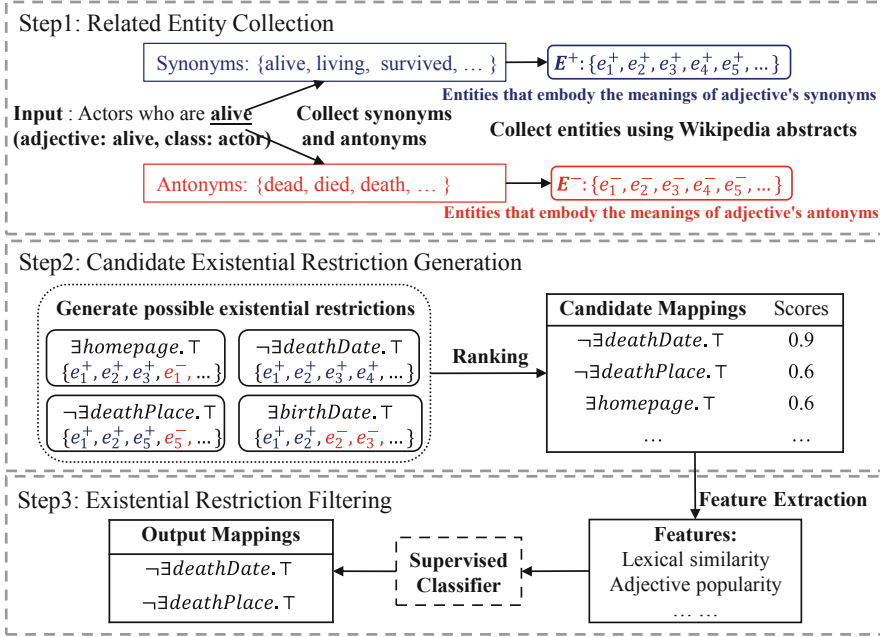 Step1: Related Entity Collection
Synonyms: {alive, living, survived, … }
E⁺: {e₁⁺, e₂⁺, e₃⁺, e₄⁺, e₅⁺, … }
Entities that embody the meanings of adjective's synonyms
Input : Actors who are alive
(adjective: alive, class: actor)
Collect synonyms
and antonyms
Collect entities using Wikipedia abstracts
Antonyms: {dead, died, death, … }
E⁻: {e₁⁻, e₂⁻, e₃⁻, e₄⁻, e₅⁻, … }
Entities that embody the meanings of adjective's antonyms
Step2: Candidate Existential Restriction Generation
Generate possible existential restrictions
∃homepage.⊤
{e₁⁺, e₂⁺, e₃⁺, e₁⁻, … }
¬∃deathDate.⊤
{e₁⁺, e₂⁺, e₃⁺, e₄⁺, … }
¬∃deathPlace.⊤
{e₁⁺, e₂⁺, e₅⁺, e₅⁻, … }
∃birthDate.⊤
{e₁⁺, e₂⁺, e₂⁻, e₃⁻, … }
Ranking
Candidate Mappings Scores
¬∃deathDate.⊤ 0.9
¬∃deathPlace.⊤ 0.6
∃homepage.⊤ 0.6
… …
Step3: Existential Restriction Filtering
Feature Extraction
Output Mappings
¬∃deathDate.⊤
¬∃deathPlace.⊤
Supervised
Classifier
Features:
Lexical similarity
Adjective popularity
… …